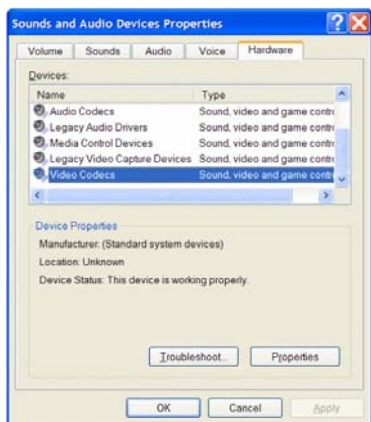 Sounds and Audio Devices Properties
Volume Sounds Audio Voice Hardware
Devices:
Name Type
Audio Codecs Sound, video and game contr
Legacy Audio Drivers Sound, video and game contr
Media Control Devices Sound, video and game contr
Legacy Video Capture Devices Sound, video and game contr
Video Codecs Sound, video and game contr
Device Properties
Manufacturer: (Standard system devices)
Location: Unknown
Device Status: This device is working properly.
Troubleshoot... Properties
OK Cancel Apply